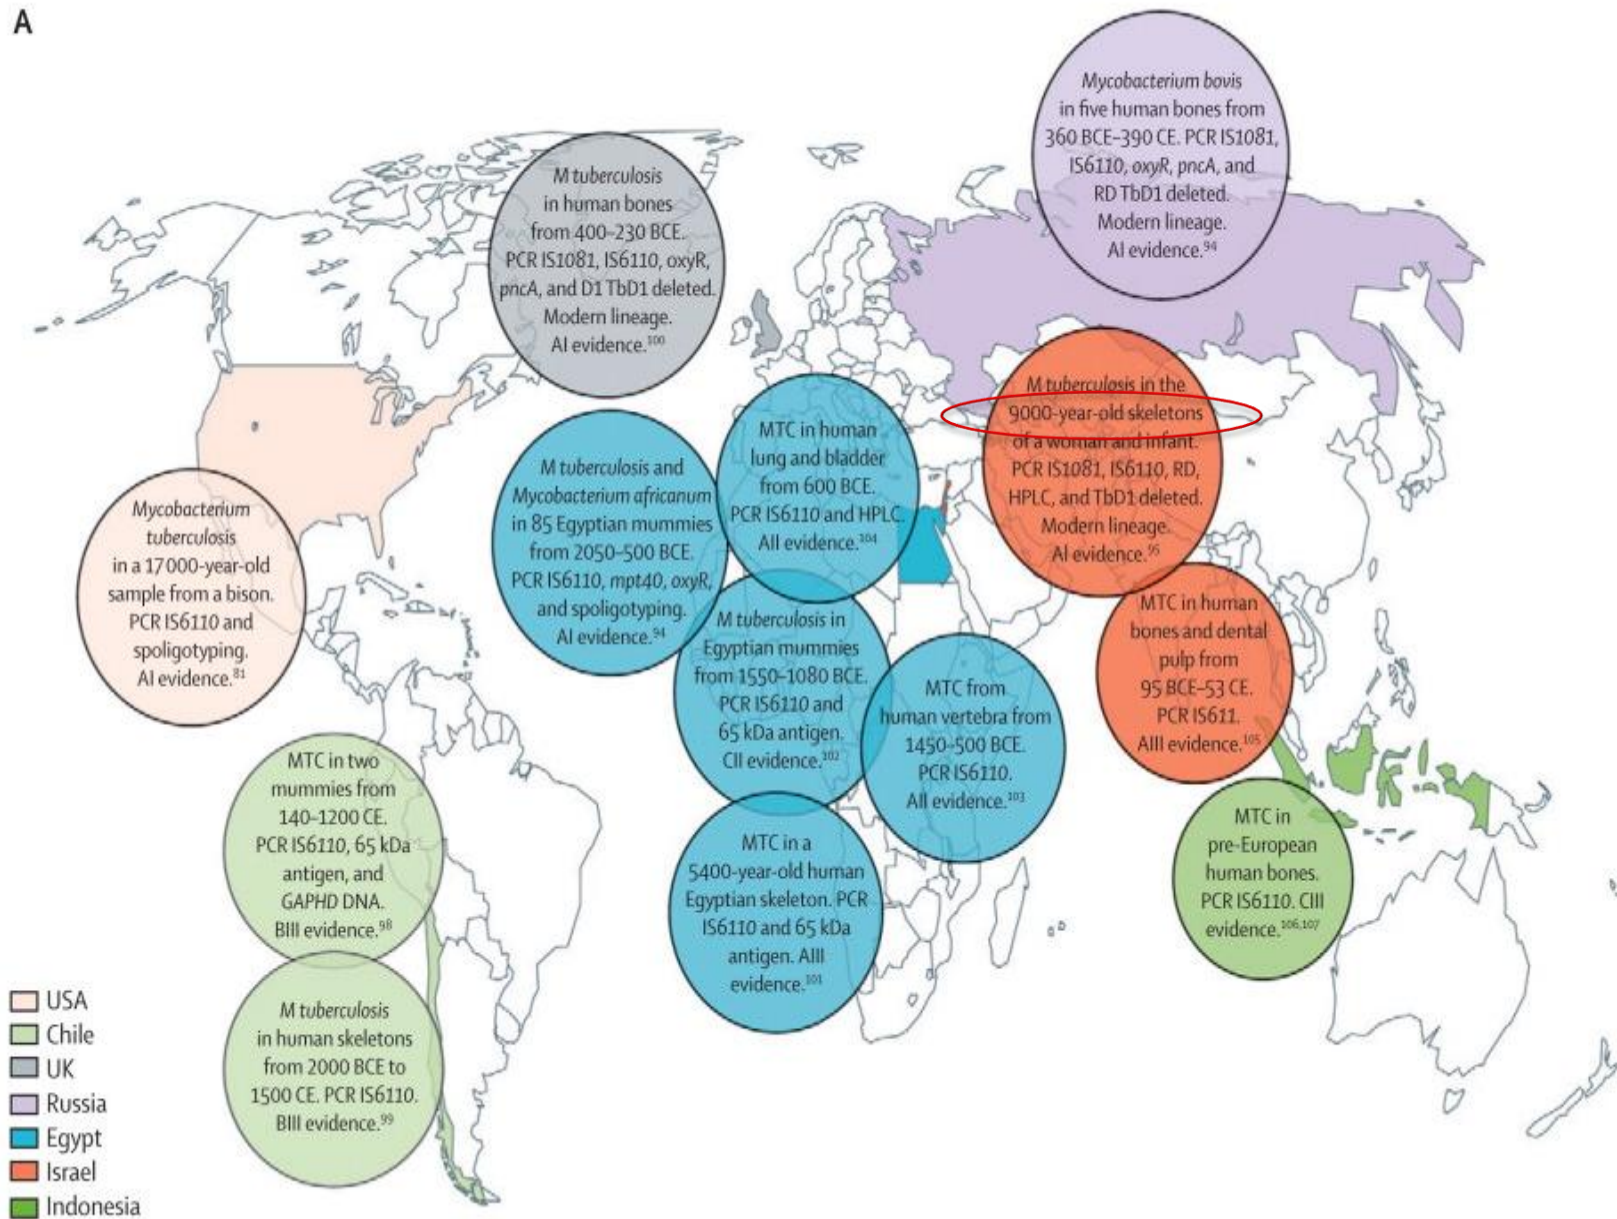 A
Mycobacterium bovis
in five human bones from
360 BCE–390 CE. PCR IS1081,
IS6110, oxyR, pncA, and
RD TbD1 deleted.
Modern lineage.
AI evidence.94
M tuberculosis
in human bones
from 400–230 BCE.
PCR IS1081, IS6110, oxyR,
pncA, and D1 TbD1 deleted.
Modern lineage.
AI evidence.100
M tuberculosis in the
9000-year-old skeletons
of a woman and infant.
PCR IS1081, IS6110, RD,
HPLC, and TbD1 deleted.
Modern lineage.
AI evidence.95
MTC in human
lung and bladder
from 600 BCE.
PCR IS6110 and HPLC.
AII evidence.104
M tuberculosis and
Mycobacterium africanum
in 85 Egyptian mummies
from 2050–500 BCE.
PCR IS6110, mpt40, oxyR,
and spoligotyping.
AI evidence.94
Mycobacterium
tuberculosis
in a 17 000-year-old
sample from a bison.
PCR IS6110 and
spoligotyping.
AI evidence.81
M tuberculosis in
Egyptian mummies
from 1550–1080 BCE.
PCR IS6110 and
65 kDa antigen.
CII evidence.102
MTC in human
bones and dental
pulp from
95 BCE–53 CE.
PCR IS611.
AIII evidence.105
MTC from
human vertebra from
1450–500 BCE.
PCR IS6110.
AII evidence.103
MTC in two
mummies from
140–1200 CE.
PCR IS6110, 65 kDa
antigen, and
GAPHD DNA.
BIII evidence.98
MTC in a
5400-year-old human
Egyptian skeleton. PCR
IS6110 and 65 kDa
antigen. AIII
evidence.101
MTC in
pre-European
human bones.
PCR IS6110. CIII
evidence.106,107
M tuberculosis
in human skeletons
from 2000 BCE to
1500 CE. PCR IS6110.
BIII evidence.99
USA
Chile
UK
Russia
Egypt
Israel
Indonesia